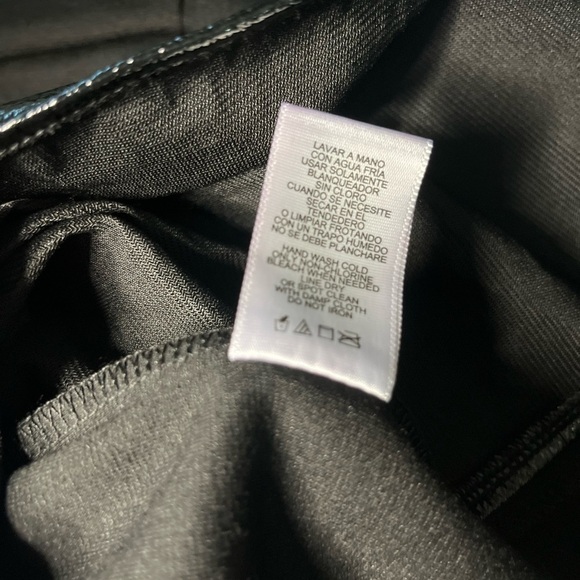 LAVAR A MANO
CON AGUA FRÍA
USAR SOLAMENTE
BLANQUEADOR
SIN CLORO
CUANDO SE NECESITE
SECAR EN EL
TENDEDERO
O LIMPIAR FROTANDO
CON UN TRAPO HUMEDO
NO SE DEBE PLANCHARE
HAND WASH COLD
ONLY NON-CHLORINE
BLEACH WHEN NEEDED
LINE DRY
OR SPOT CLEAN
WITH DAMP CLOTH
DO NOT IRON